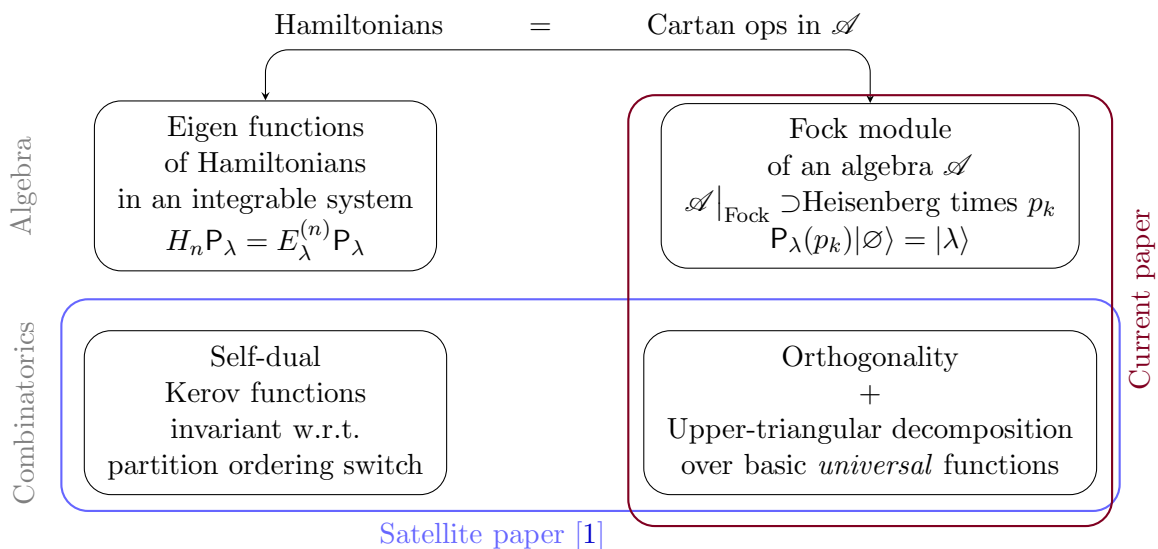 Hamiltonians = Cartan ops in 𝒜
Algebra
Eigen functions
of Hamiltonians
in an integrable system
HₙP_λ = E_λ^{(n)}P_λ
Fock module
of an algebra 𝒜
𝒜|_Fock ⊃Heisenberg times p_k
P_λ(p_k)|∅⟩ = |λ⟩
Current paper
Combinatorics
Self-dual
Kerov functions
invariant w.r.t.
partition ordering switch
Orthogonality
+
Upper-triangular decomposition
over basic universal functions
Satellite paper [1]